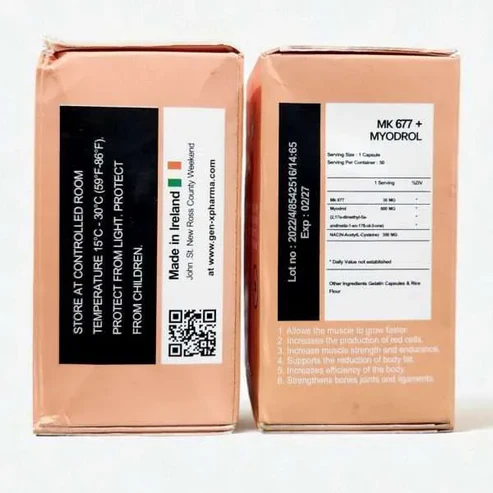 STORE AT CONTROLLED ROOM
TEMPERATURE 15°C - 30°C (59°F-86°F).
PROTECT FROM LIGHT. PROTECT
FROM CHILDREN.
Made in Ireland
John. St. New Ross County Weekend
at www.gen-xpharma.com
Lot no : 2022/4/8542516/14:65
Exp : 02/27
MK 677 +
MYODROL
Serving Size : 1 Capsule
Serving Per Container : 50
1 Serving %DV
Mk 677
Myodrol 600 MG
NAC(N-Acetyl-L-Cysteine)
* Daily Value not established
Other Ingredients Gelatin Capsules & Rice
Flour
1. Allows the muscle to grow faster.
2. Increases the production of red cells.
3. Increase muscle strength and endurance.
4. Supports the reduction of body fat.
5. Increases efficiency of the body.
6. Strengthens bones joints and ligaments.